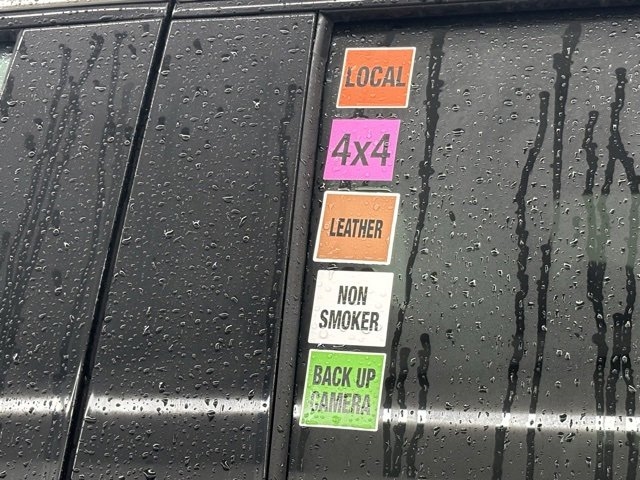 LOCAL
4x4
LEATHER
NON
SMOKER
BACK UP
CAMERA